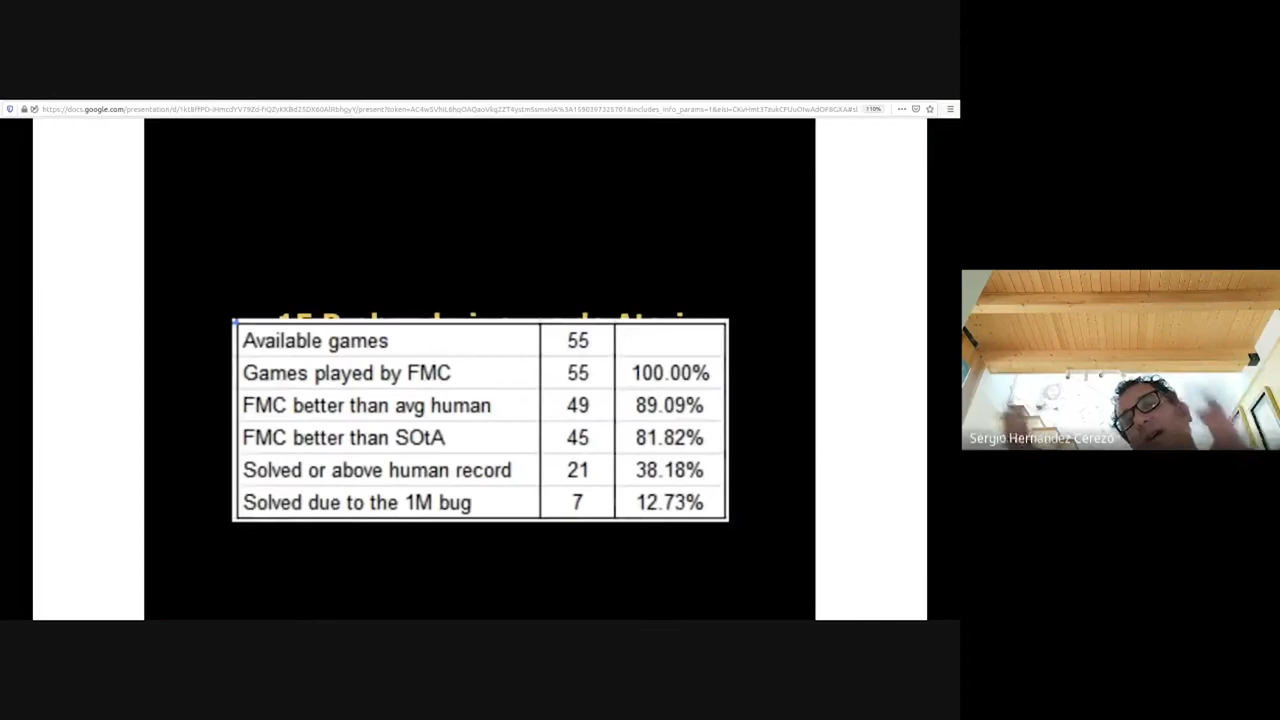 Available games 55
Games played by FMC 55 100.00%
FMC better than avg human 49 89.09%
FMC better than SOtA 45 81.82%
Solved or above human record 21 38.18%
Solved due to the 1M bug 7 12.73%
Sergio Hernandez Cerezo
110%